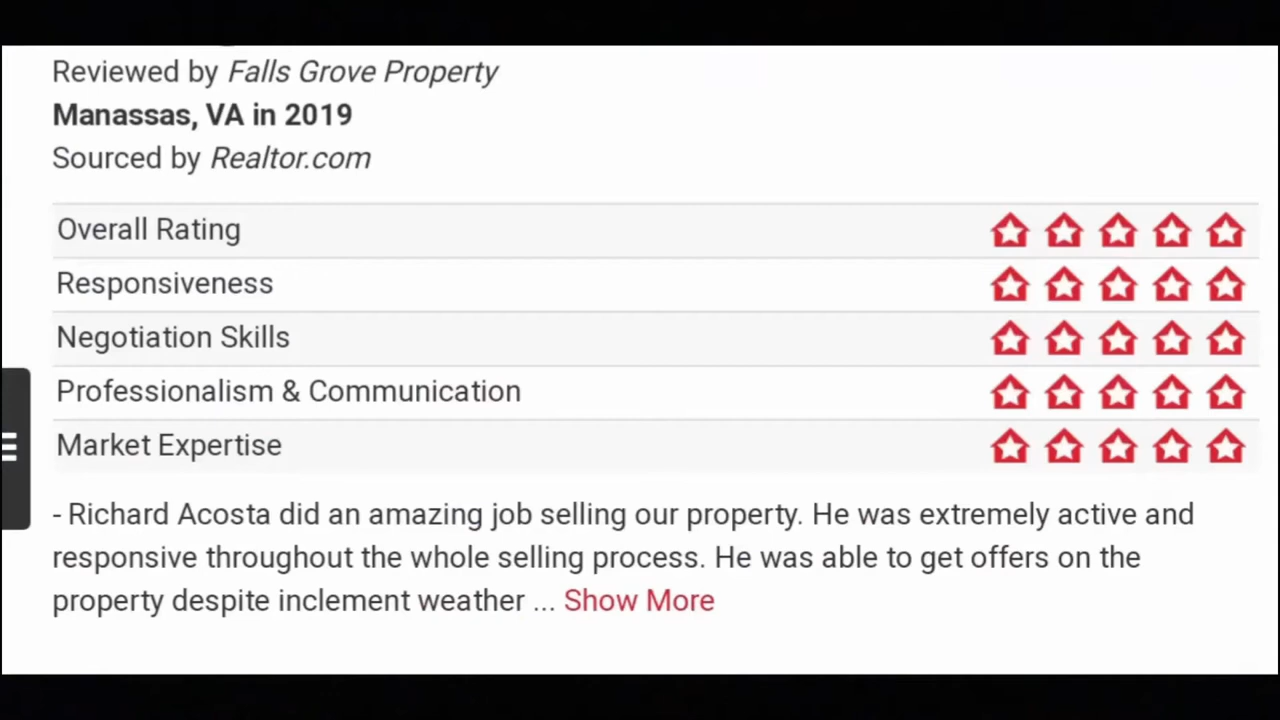 Reviewed by Falls Grove Property
Manassas, VA in 2019
Sourced by Realtor.com
Overall Rating
Responsiveness
Negotiation Skills
Professionalism & Communication
Market Expertise
- Richard Acosta did an amazing job selling our property. He was extremely active and
responsive throughout the whole selling process. He was able to get offers on the
property despite inclement weather ... Show More